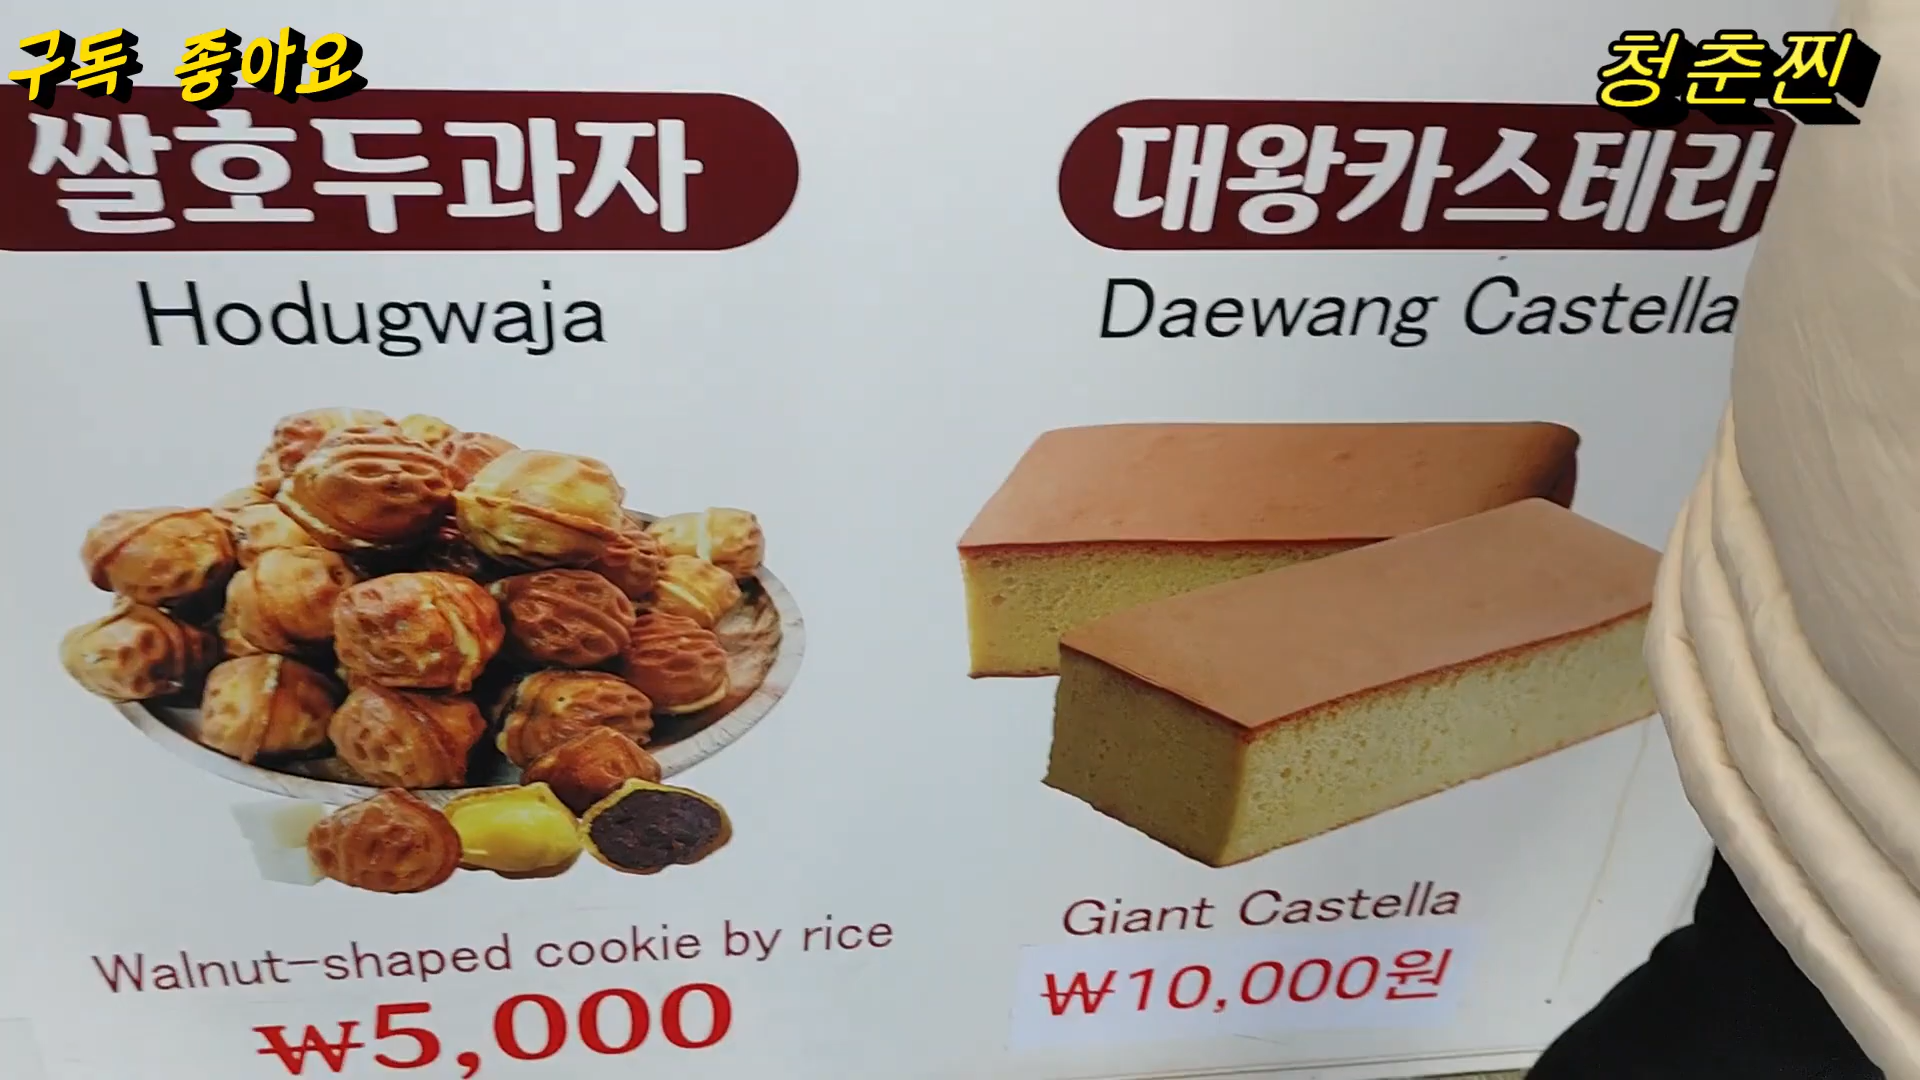 구독 좋아요
청춘찐
쌀호두과자
Hodugwaja
Walnut-shaped cookie by rice
₩5,000
대왕카스테라
Daewang Castella
Giant Castella
₩10,000원